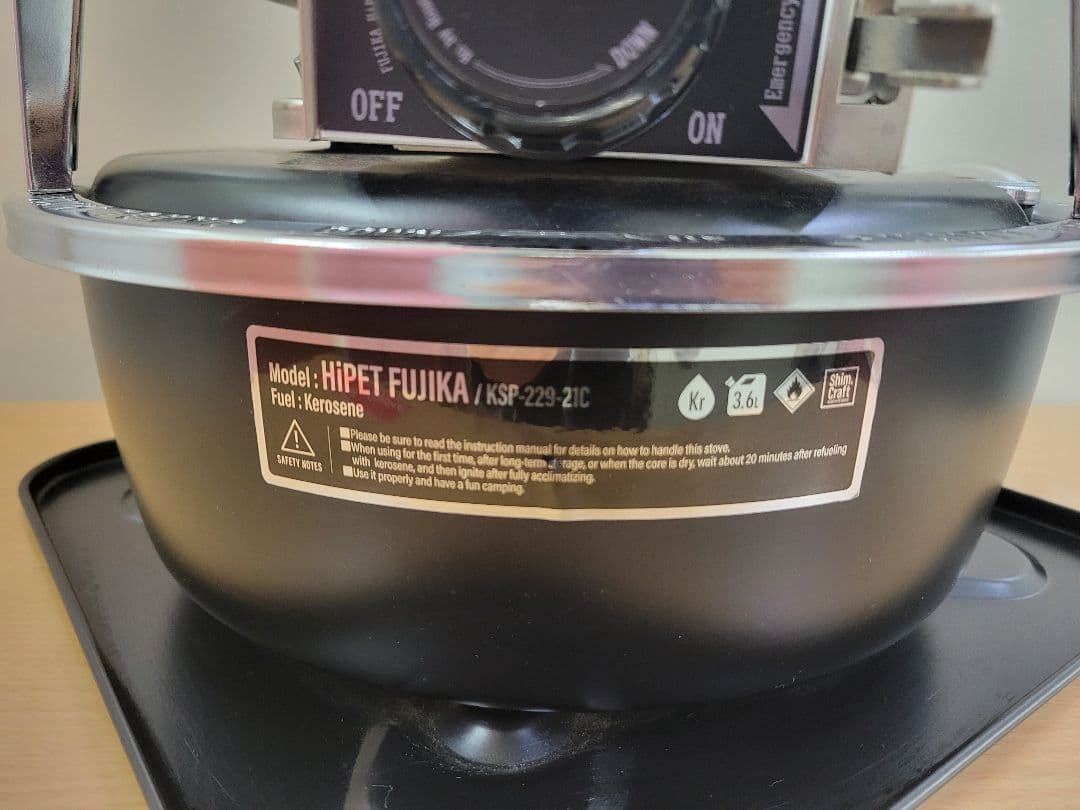 FUJIKA
DOWN
Emergency
OFF
ON
Model : HiPET FUJIKA / KSP-229-21C
Fuel : Kerosene
Kr
3.6L
Shim.
Craft
SAFETY NOTES
■Please be sure to read the instruction manual for details on how to handle this stove.
■When using for the first time, after long-term storage, or when the core is dry, wait about 20 minutes after refueling
with kerosene, and then ignite after fully acclimatizing.
■Use it properly and have a fun camping.